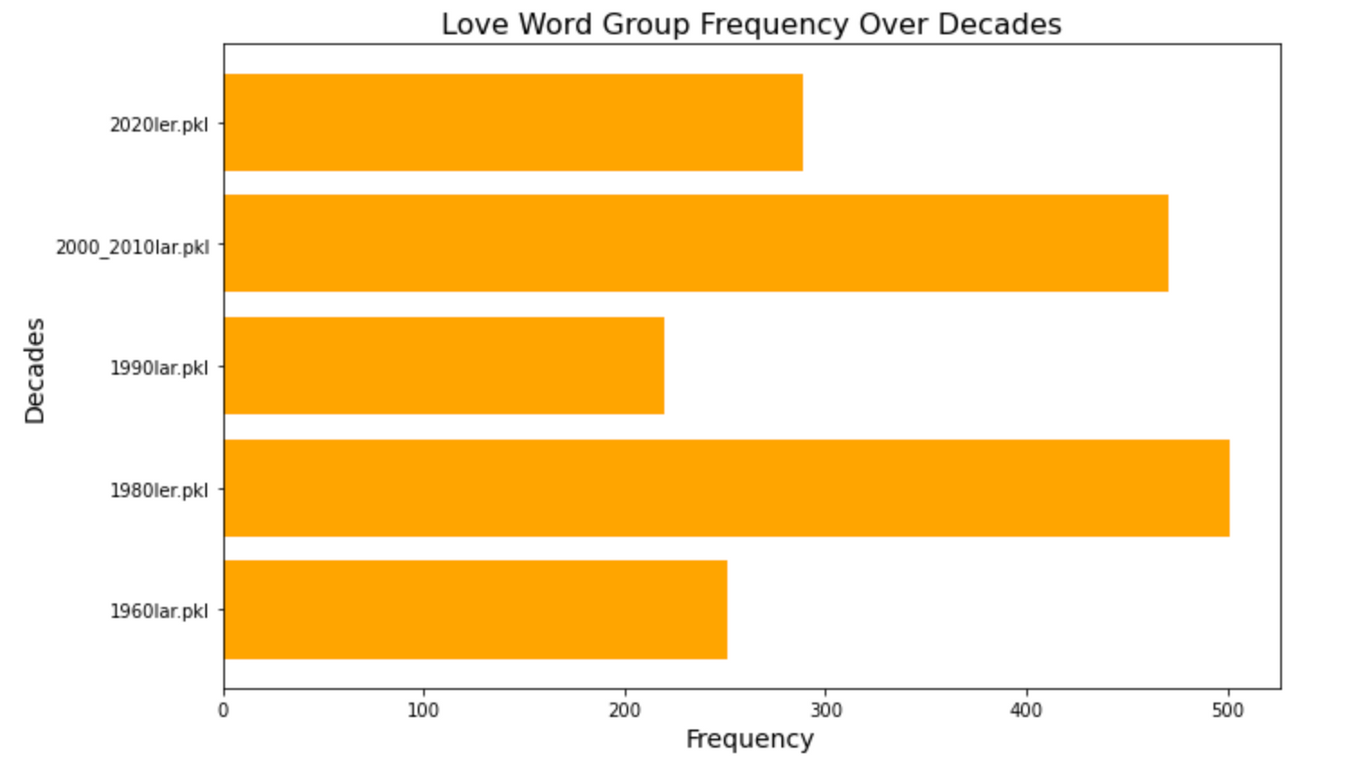 Love Word Group Frequency Over Decades
2020ler.pkl
2000_2010lar.pkl
1990lar.pkl
1980ler.pkl
1960lar.pkl
Decades
0 100 200 300 400 500
Frequency